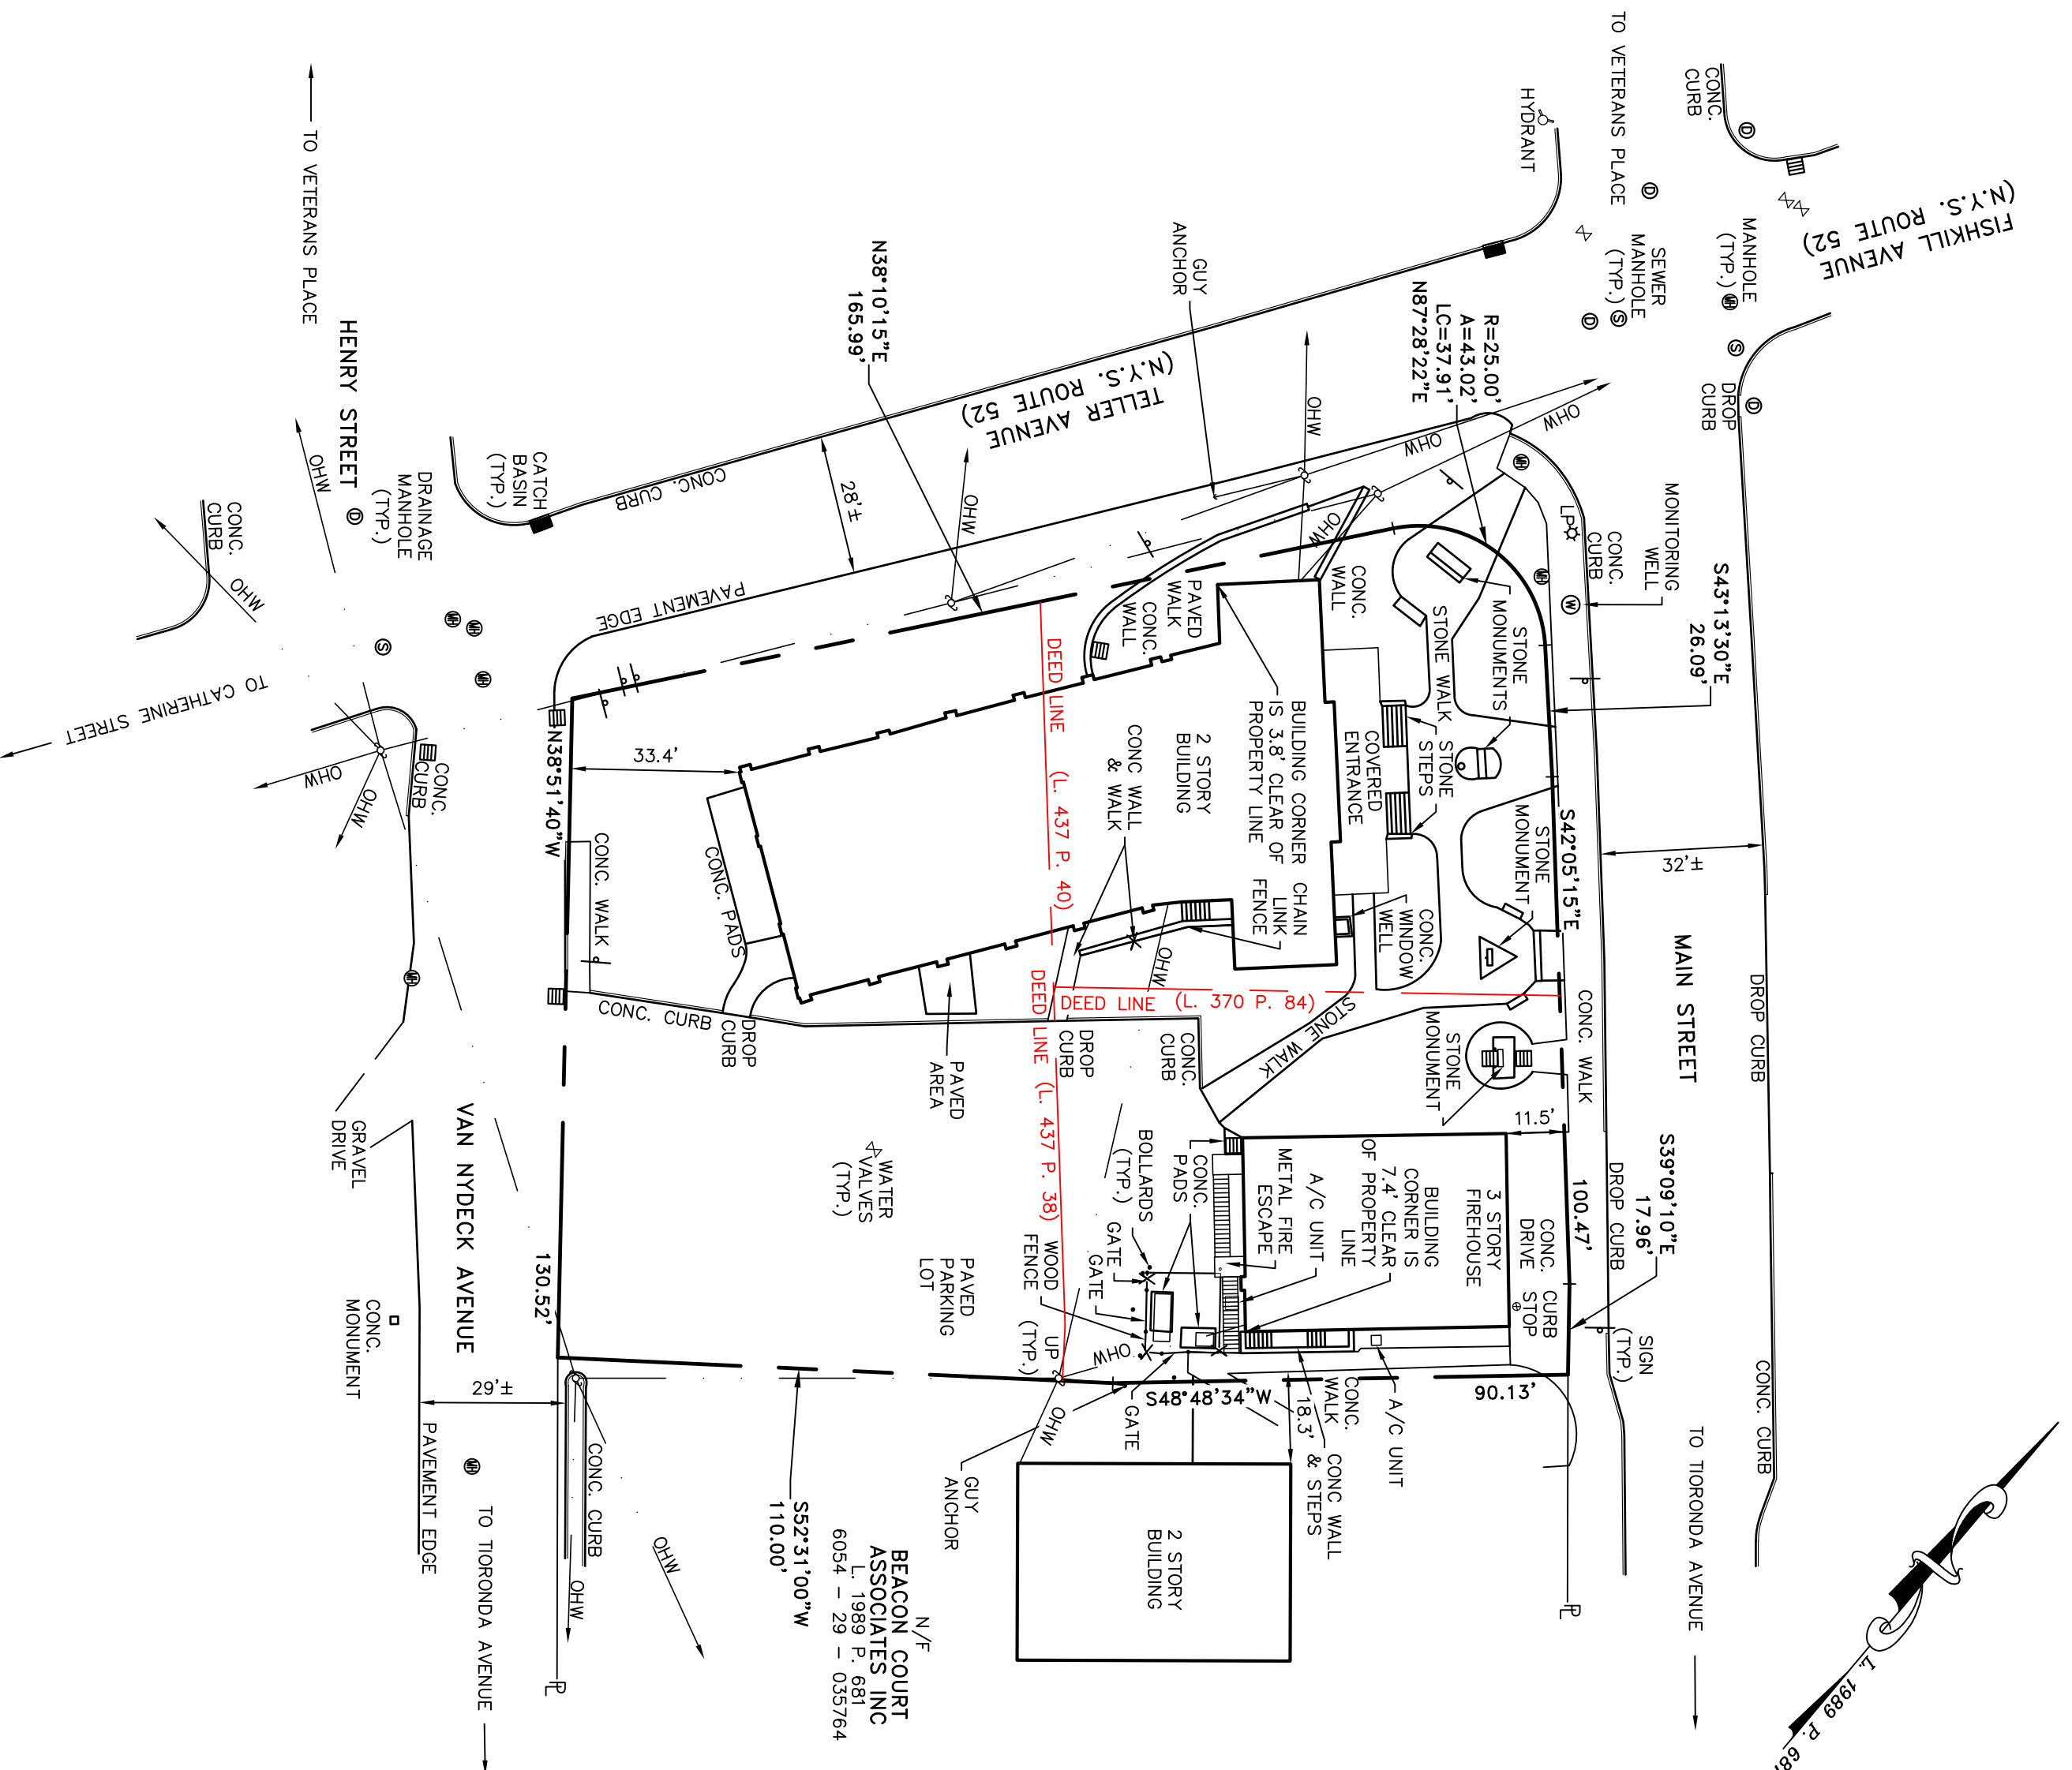 FISHKILL AVENUE
(N.Y.S. ROUTE 52)
CONC.
CURB
TO VETERANS PLACE
HYDRANT
MANHOLE
(TYP.)
SEWER
MANHOLE
(TYP.)
DROP
CURB
R=25.00'
A=43.02'
LC=37.91'
N87°28'22"E
GUY
ANCHOR
N38°10'15"E
165.99'
TELLER AVENUE
(N.Y.S. ROUTE 52)
OHW
OHW
OHW
OHW
OHW
28'±
CONC. CURB
PAVEMENT EDGE
CATCH
BASIN
(TYP.)
TO VETERANS PLACE
HENRY STREET
DRAINAGE
MANHOLE
(TYP.)
OHW
CONC.
CURB
OHW
TO CATHERINE STREET
OHW
OHW
CONC.
CURB
MONITORING
WELL
LP
CONC.
CURB
S43°13'30"E
26.09'
STONE
MONUMENTS
STONE WALK
CONC.
WALL
PAVED
WALK
CONC.
WALL
STONE
STEPS
COVERED
ENTRANCE
BUILDING CORNER
IS 3.8' CLEAR OF
PROPERTY LINE
2 STORY
BUILDING
CONC WALL
& WALK
DEED LINE (L. 437 P. 40)
CHAIN
LINK
FENCE
CONC.
WINDOW
WELL
STONE
MONUMENT
S42°05'15"E
32'±
MAIN STREET
DROP CURB
CONC. WALK
STONE
MONUMENT
STONE WALK
OHW
DEED LINE (L. 370 P. 84)
DEED LINE (L. 437 P. 38)
33.4'
N38°51'40"W
CONC. WALK
CONC. PADS
CONC. CURB
DROP
CURB
PAVED
AREA
DROP
CURB
CONC.
CURB
11.5'
S39°09'10"E
17.96'
100.47'
DROP CURB
CONC.
DRIVE
CURB
STOP
3 STORY
FIREHOUSE
BUILDING
CORNER IS
7.4' CLEAR
OF PROPERTY
LINE
A/C UNIT
METAL FIRE
ESCAPE
CONC.
PADS
BOLLARDS
(TYP.)
GATE
GATE
WOOD
FENCE
UP
(TYP.)
WATER
VALVES
(TYP.)
PAVED
PARKING
LOT
GRAVEL
DRIVE
VAN NYDECK AVENUE
CONC.
MONUMENT
130.52'
29'±
PAVEMENT EDGE
CONC. CURB
OHW
OHW
TO TIORONDA AVENUE
SIGN
(TYP.)
CONC. CURB
90.13'
A/C UNIT
CONC.
WALK
18.3'
CONC WALL
& STEPS
S48°48'34"W
GATE
OHW
OHW
GUY
ANCHOR
S52°31'00"W
110.00'
2 STORY
BUILDING
N/F
BEACON COURT
ASSOCIATES INC
L. 1989 P. 681
6054 - 29 - 035764
TO TIORONDA AVENUE
L. 1989 P. 681